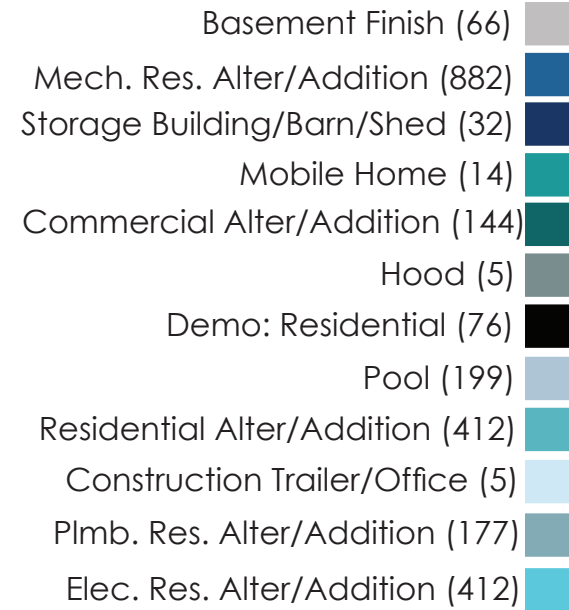 Basement Finish (66)
Mech. Res. Alter/Addition (882)
Storage Building/Barn/Shed (32)
Mobile Home (14)
Commercial Alter/Addition (144)
Hood (5)
Demo: Residential (76)
Pool (199)
Residential Alter/Addition (412)
Construction Trailer/Office (5)
Plmb. Res. Alter/Addition (177)
Elec. Res. Alter/Addition (412)